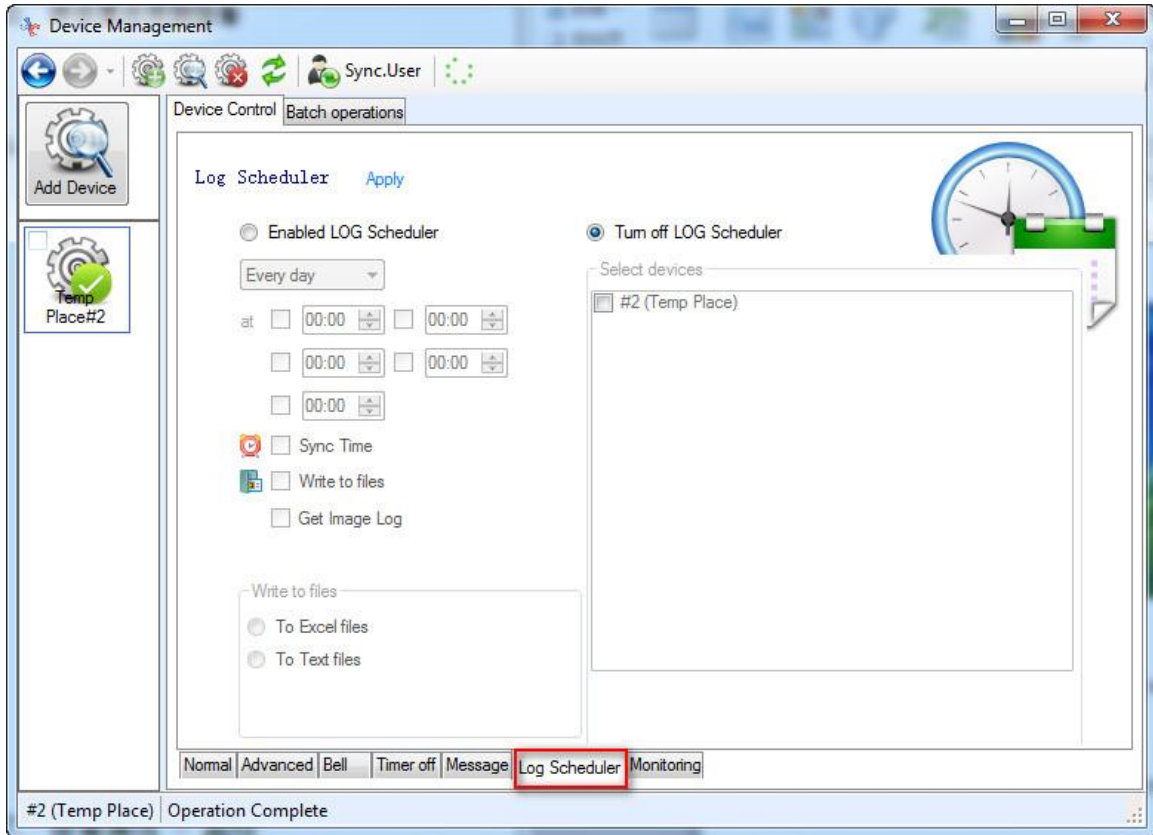 Device Management
Sync.User
Add Device
Temp
Place#2
Device Control Batch operations
Log Scheduler Apply
Enabled LOG Scheduler
Every day
at 00:00 00:00
00:00 00:00
00:00
Sync Time
Write to files
Get Image Log
Write to files
To Excel files
To Text files
Turn off LOG Scheduler
Select devices
#2 (Temp Place)
Normal Advanced Bell Timer off Message Log Scheduler Monitoring
#2 (Temp Place) Operation Complete